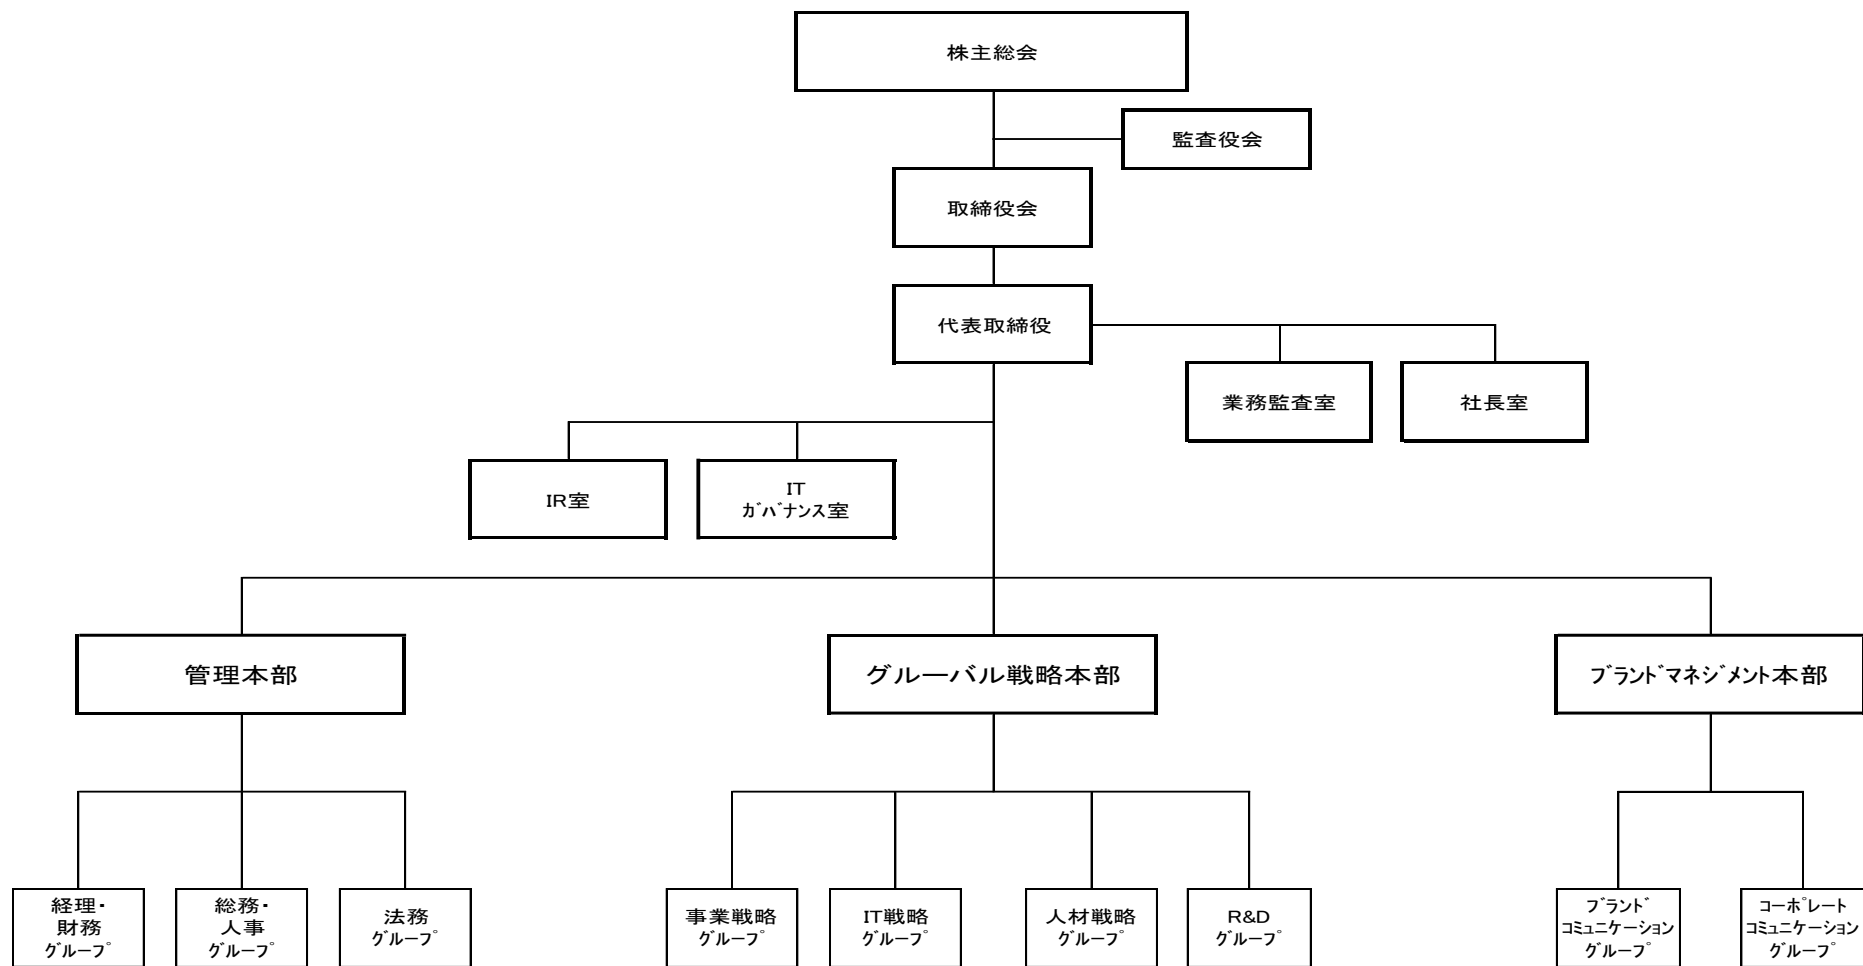 株主総会
監査役会
取締役会
代表取締役
業務監査室
社長室
IR室
IT
ガバナンス室
管理本部
グルーバル戦略本部
ブランドマネジメント本部
経理・
財務
グループ
総務・
人事
グループ
法務
グループ
事業戦略
グループ
IT戦略
グループ
人材戦略
グループ
R&D
グループ
ブランド
コミュニケーション
グループ
コーポレート
コミュニケーション
グループ